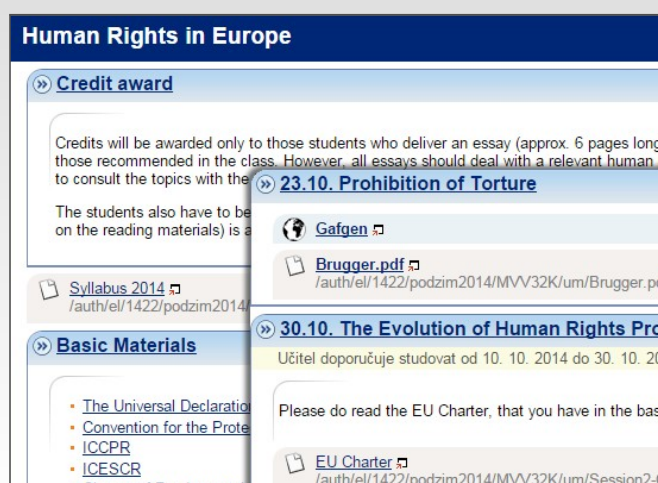 Human Rights in Europe
Credit award
Credits will be awarded only to those students who deliver an essay (approx. 6 pages long
those recommended in the class. However, all essays should deal with a relevant human
to consult the topics with the
The students also have to be
on the reading materials) is a
Syllabus 2014
/auth/el/1422/podzim2014/
Basic Materials
The Universal Declaration
Convention for the Prote
ICCPR
ICESCR
23.10. Prohibition of Torture
Gafgen
Brugger.pdf
/auth/el/1422/podzim2014/MVV32K/um/Brugger.pd
30.10. The Evolution of Human Rights Pro
Učitel doporučuje studovat od 10. 10. 2014 do 30. 10. 20
Please do read the EU Charter, that you have in the bas
EU Charter
/auth/el/1422/podzim2014/MVV32K/um/Session2-